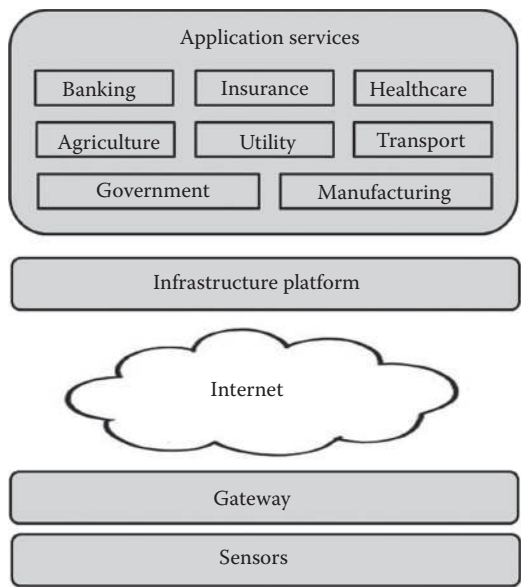 Application services
Banking
Insurance
Healthcare
Agriculture
Utility
Transport
Government
Manufacturing
Infrastructure platform
Internet
Gateway
Sensors